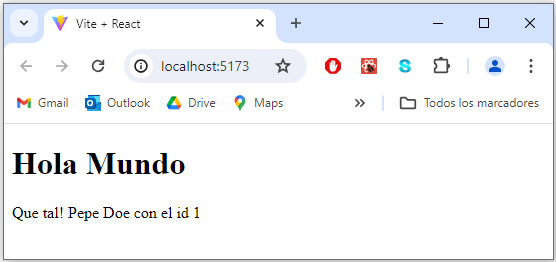 Vite + React
localhost:5173
Gmail Outlook Drive Maps Todos los marcadores
Hola Mundo
Que tal! Pepe Doe con el id 1